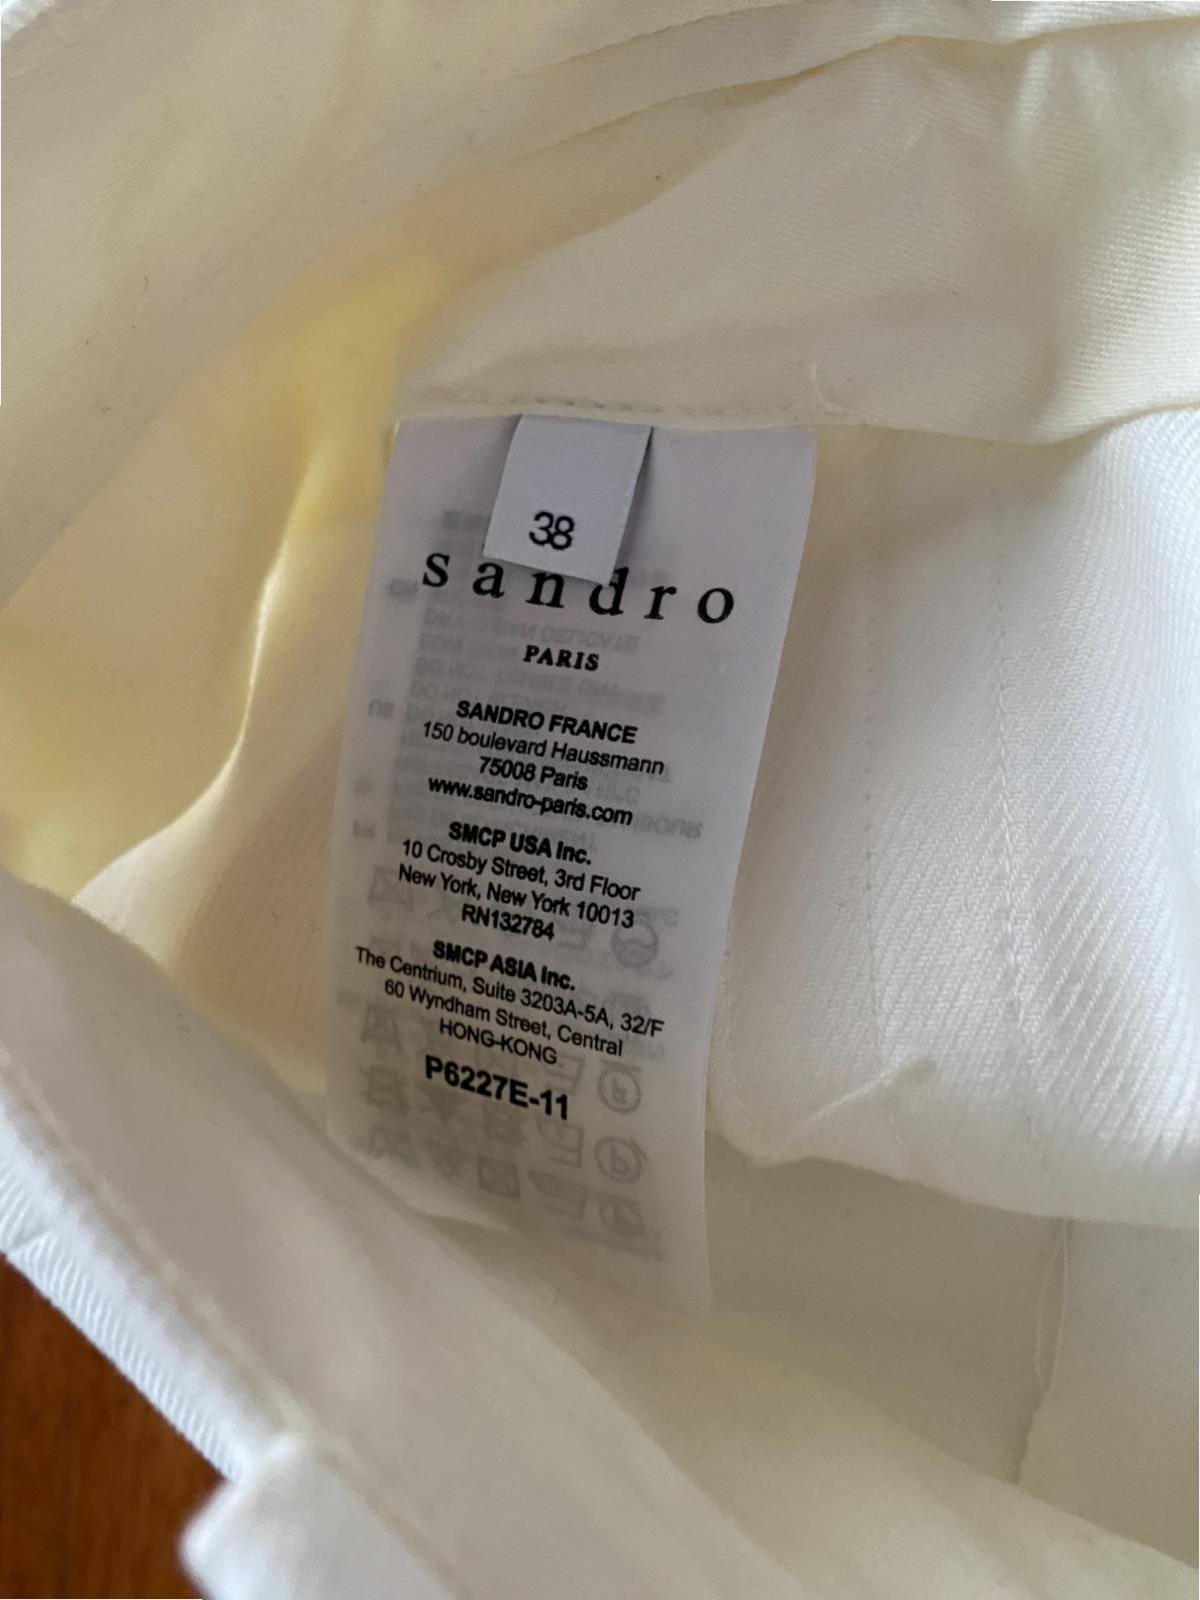 38
sandro
PARIS
SANDRO FRANCE
150 boulevard Haussmann
75008 Paris
www.sandro-paris.com
SMCP USA Inc.
10 Crosby Street, 3rd Floor
New York, New York 10013
RN132784
SMCP ASIA Inc.
The Centrium, Suite 3203A-5A, 32/F
60 Wyndham Street, Central
HONG-KONG
P6227E-11